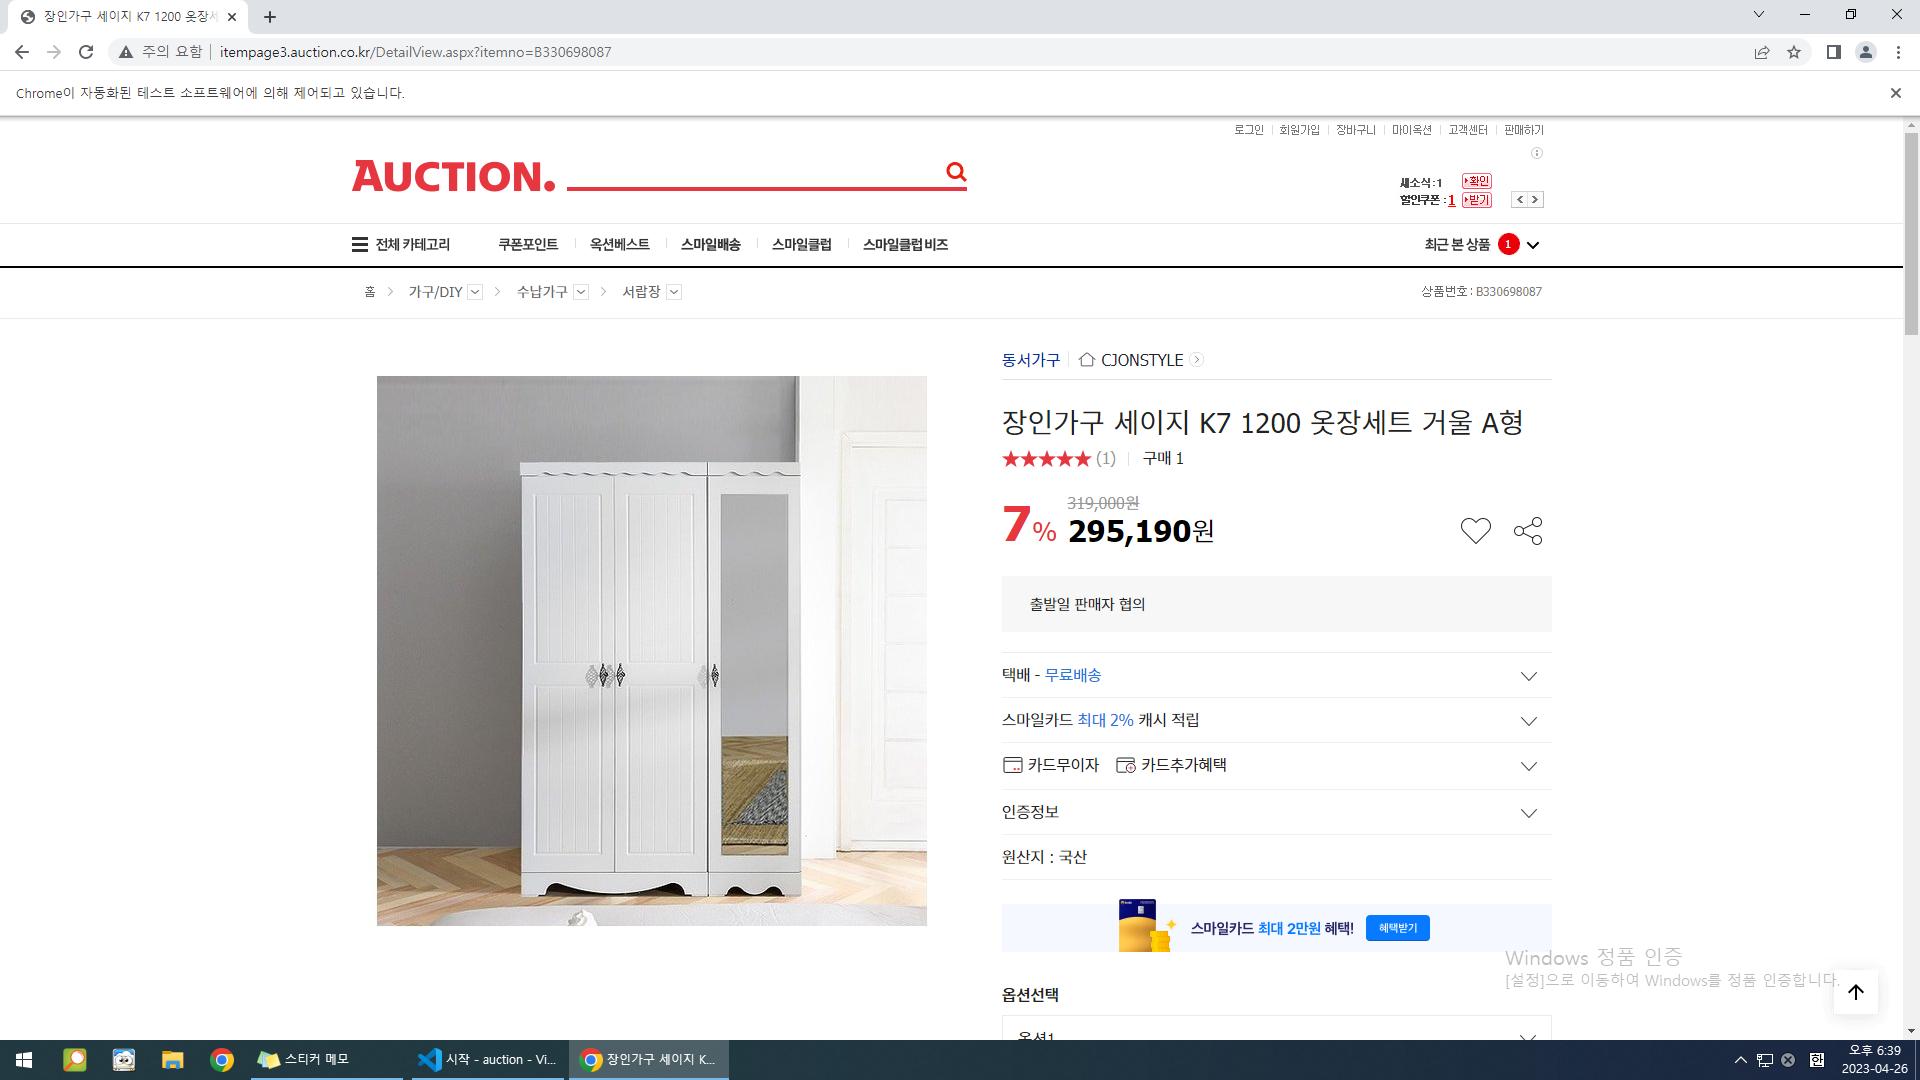 장인가구 세이지 K7 1200 옷장세
주의 요함 itempage3.auction.co.kr/DetailView.aspx?itemno=B330698087
Chrome이 자동화된 테스트 소프트웨어에 의해 제어되고 있습니다.
로그인 회원가입 장바구니 마이옥션 고객센터 판매하기
AUCTION.
새소식:1 확인
할인쿠폰:1 받기
전체 카테고리 쿠폰포인트 옥션베스트 스마일배송 스마일클럽 스마일클럽 비즈 최근 본 상품 1
홈 가구/DIY 수납가구 서랍장 상품번호 : B330698087
동서가구 CJONSTYLE
장인가구 세이지 K7 1200 옷장세트 거울 A형
(1) 구매 1
319,000원
7% 295,190원
출발일 판매자 협의
택배 - 무료배송
스마일카드 최대 2% 캐시 적립
카드무이자 카드추가혜택
인증정보
원산지 : 국산
스마일카드 최대 2만원 혜택! 혜택받기
Windows 정품 인증
[설정]으로 이동하여 Windows를 정품 인증합니다.
옵션선택
옵션1
스티커 메모 시작 - auction - Vi... 장인가구 세이지 K... 한 오후 6:39
2023-04-26